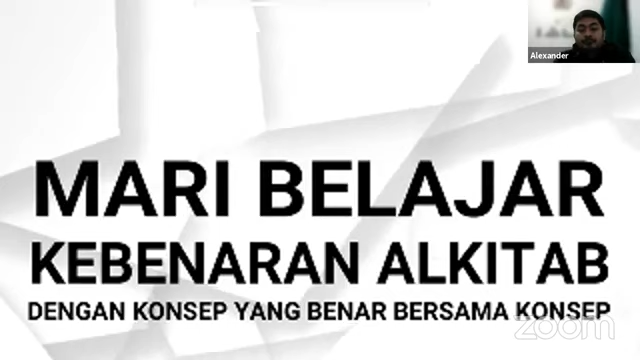 Alexander
MARI BELAJAR
KEBENARAN ALKITAB
DENGAN KONSEP YANG BENAR BERSAMA KONSEP
zoom